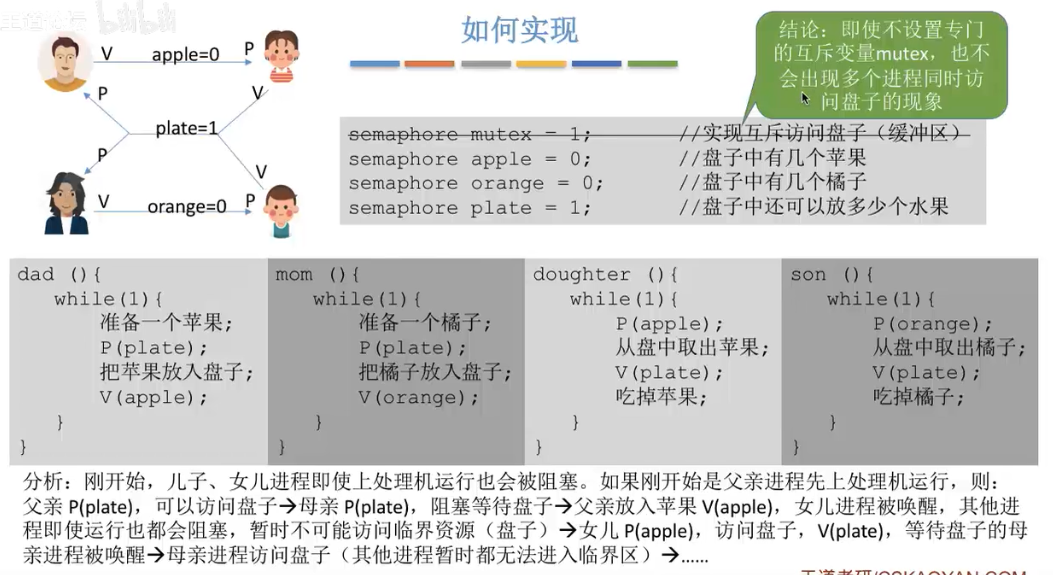 bilibili
如何实现
结论：即使不设置专门
的互斥变量mutex，也不
会出现多个进程同时访
问盘子的现象
V apple=0 P
P V
plate=1
P V
V orange=0 P
semaphore mutex = 1; //实现互斥访问盘子（缓冲区）
semaphore apple = 0; //盘子中有几个苹果
semaphore orange = 0; //盘子中有几个橘子
semaphore plate = 1; //盘子中还可以放多少个水果
dad (){
while(1){
准备一个苹果;
P(plate);
把苹果放入盘子;
V(apple);
}
}
mom (){
while(1){
准备一个橘子;
P(plate);
把橘子放入盘子;
V(orange);
}
}
doughter (){
while(1){
P(apple);
从盘中取出苹果;
V(plate);
吃掉苹果;
}
}
son (){
while(1){
P(orange);
从盘中取出橘子;
V(plate);
吃掉橘子;
}
}
分析：刚开始，儿子、女儿进程即使上处理机运行也会被阻塞。如果刚开始是父亲进程先上处理机运行，则：
父亲 P(plate)，可以访问盘子→母亲 P(plate)，阻塞等待盘子→父亲放入苹果 V(apple)，女儿进程被唤醒，其他进
程即使运行也都会阻塞，暂时不可能访问临界资源（盘子）→女儿 P(apple)，访问盘子，V(plate)，等待盘子的母
亲进程被唤醒→母亲进程访问盘子（其他进程暂时都无法进入临界区）→......